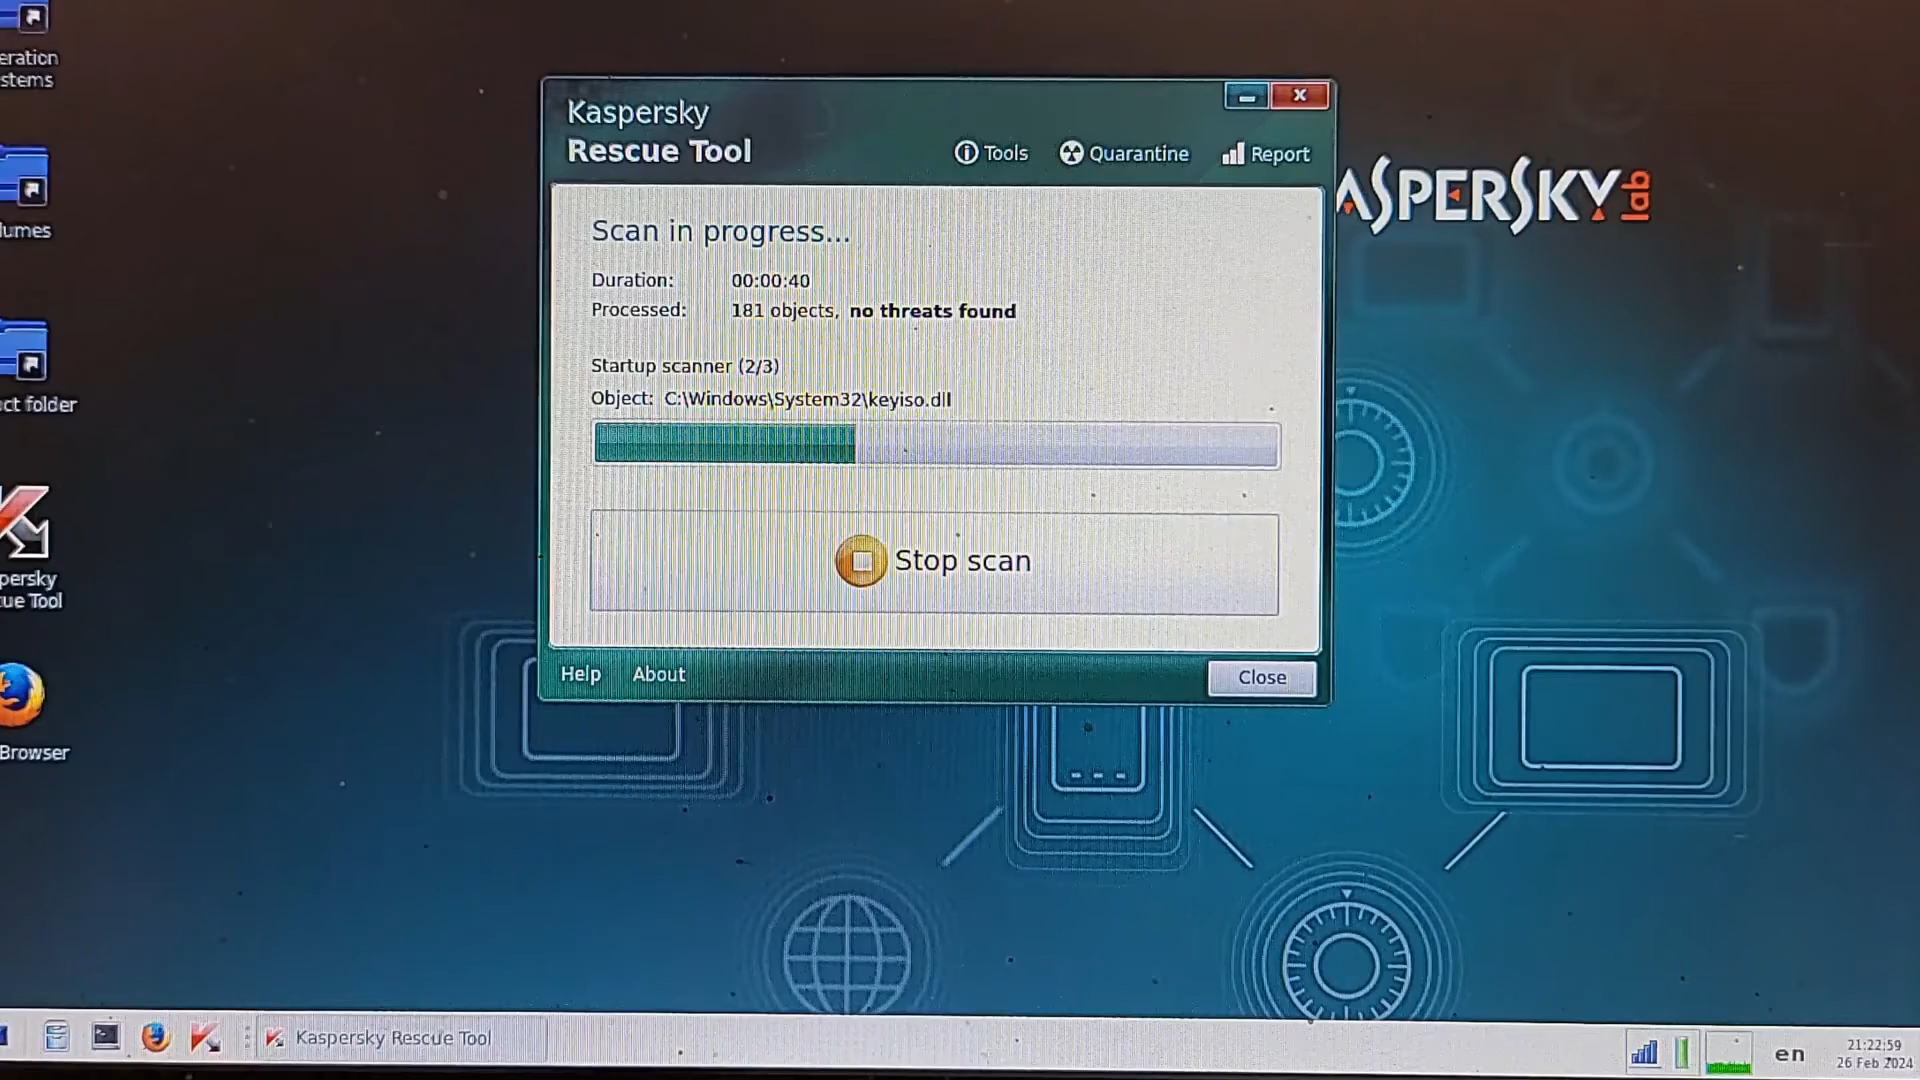 eration
stems
lumes
ct folder
persky
ue Tool
Browser
Kaspersky
Rescue Tool
Tools
Quarantine
Report
Scan in progress...
Duration: 00:00:40
Processed: 181 objects, no threats found
Startup scanner (2/3)
Object: C:\Windows\System32\keyiso.dll
Stop scan
Help
About
Close
ASPERSKY lab
Kaspersky Rescue Tool
en
21:22:59
26 Feb 2024